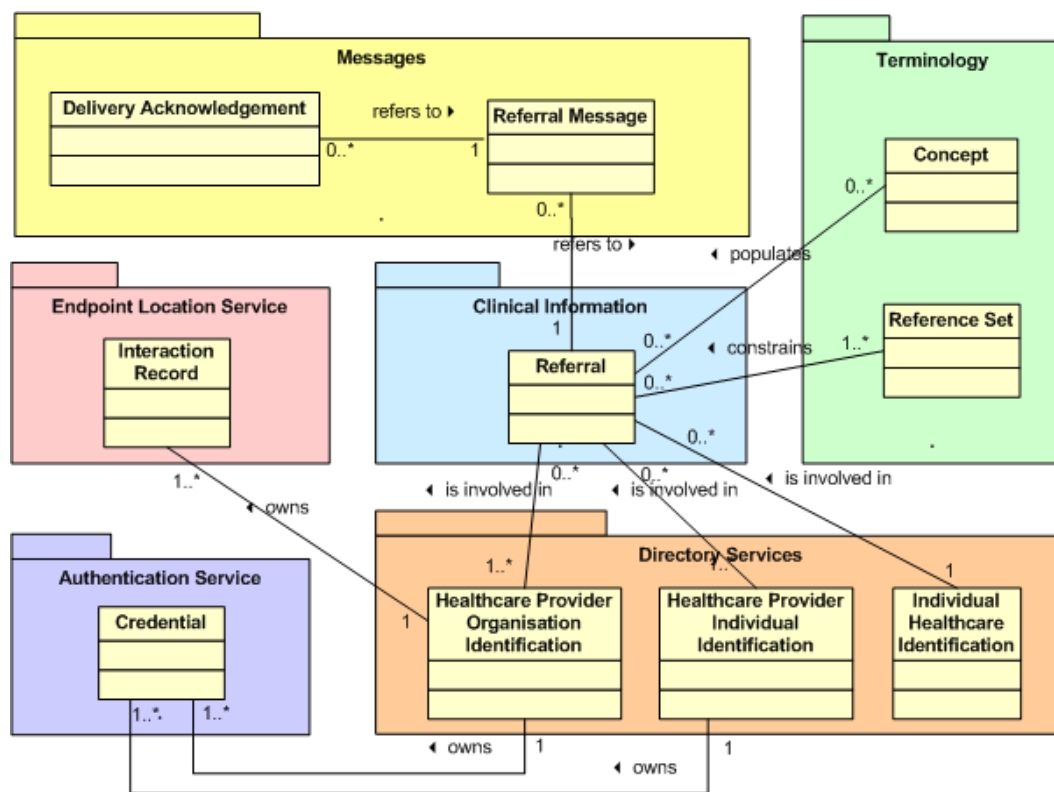 Messages
Terminology
Delivery Acknowledgement
refers to ▶
Referral Message
0..*
1
Concept
0..*
0..*
refers to ▶
◀ populates
Endpoint Location Service
Clinical Information
Interaction
Record
1
0..*
◀ constrains
Reference Set
1..*
Referral
0..*
0..*
1..*
0..*
0..*
◀ is involved in
◀ is involved in
◀ is involved in
◀ owns
Directory Services
Authentication Service
1..*
1..
1
Credential
1
Healthcare Provider
Organisation
Identification
Healthcare Provider
Individual
Identification
Individual
Healthcare
Identification
1..*
1..*
◀ owns
1
1
◀ owns